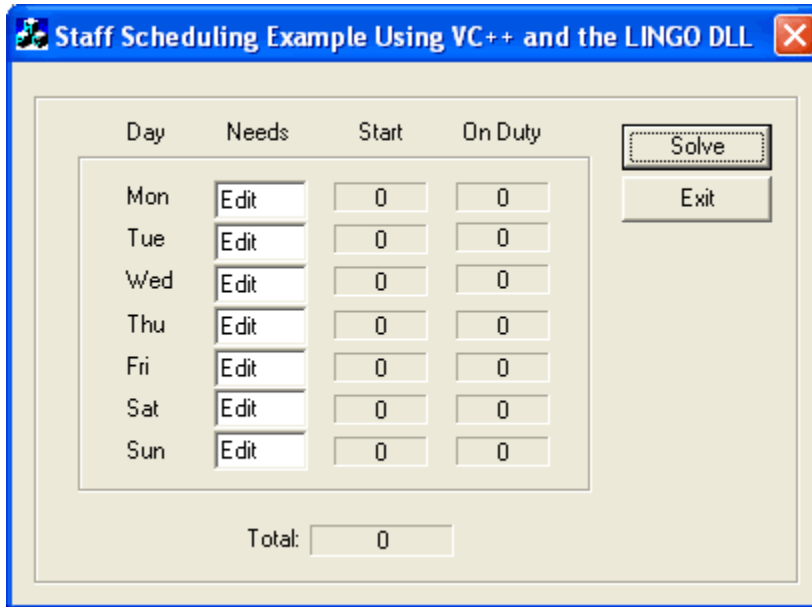 Staff Scheduling Example Using VC++ and the LINGO DLL
Day Needs Start On Duty
Solve
Mon Edit 0 0
Exit
Tue Edit 0 0
Wed Edit 0 0
Thu Edit 0 0
Fri Edit 0 0
Sat Edit 0 0
Sun Edit 0 0
Total: 0